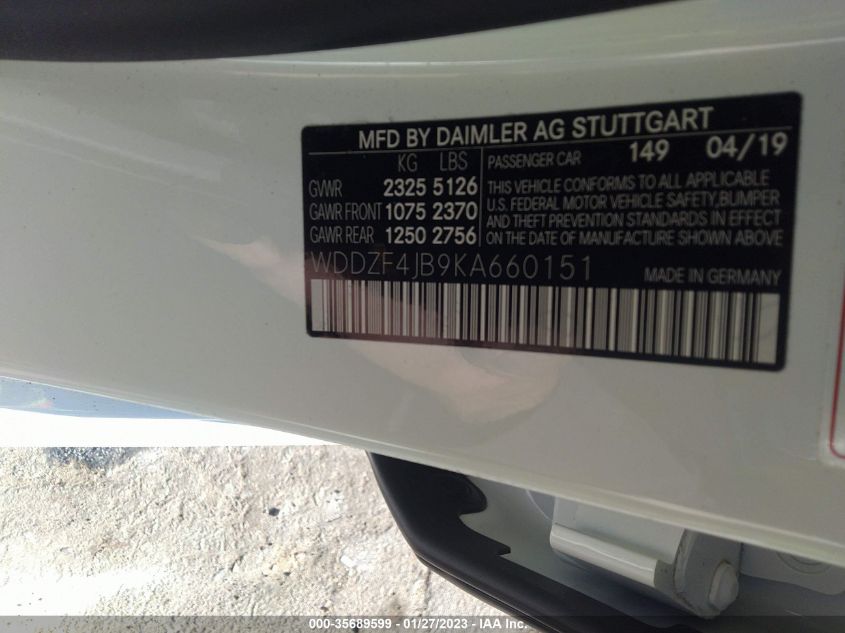 MFD BY DAIMLER AG STUTTGART
KG LBS
GVWR 2325 5126
GAWR FRONT 1075 2370
GAWR REAR 1250 2756
PASSENGER CAR 149 04/19
THIS VEHICLE CONFORMS TO ALL APPLICABLE
U.S. FEDERAL MOTOR VEHICLE SAFETY,BUMPER
AND THEFT PREVENTION STANDARDS IN EFFECT
ON THE DATE OF MANUFACTURE SHOWN ABOVE
WDDZF4JB9KA660151 MADE IN GERMANY
000-35689599 - 01/27/2023 - IAA Inc.